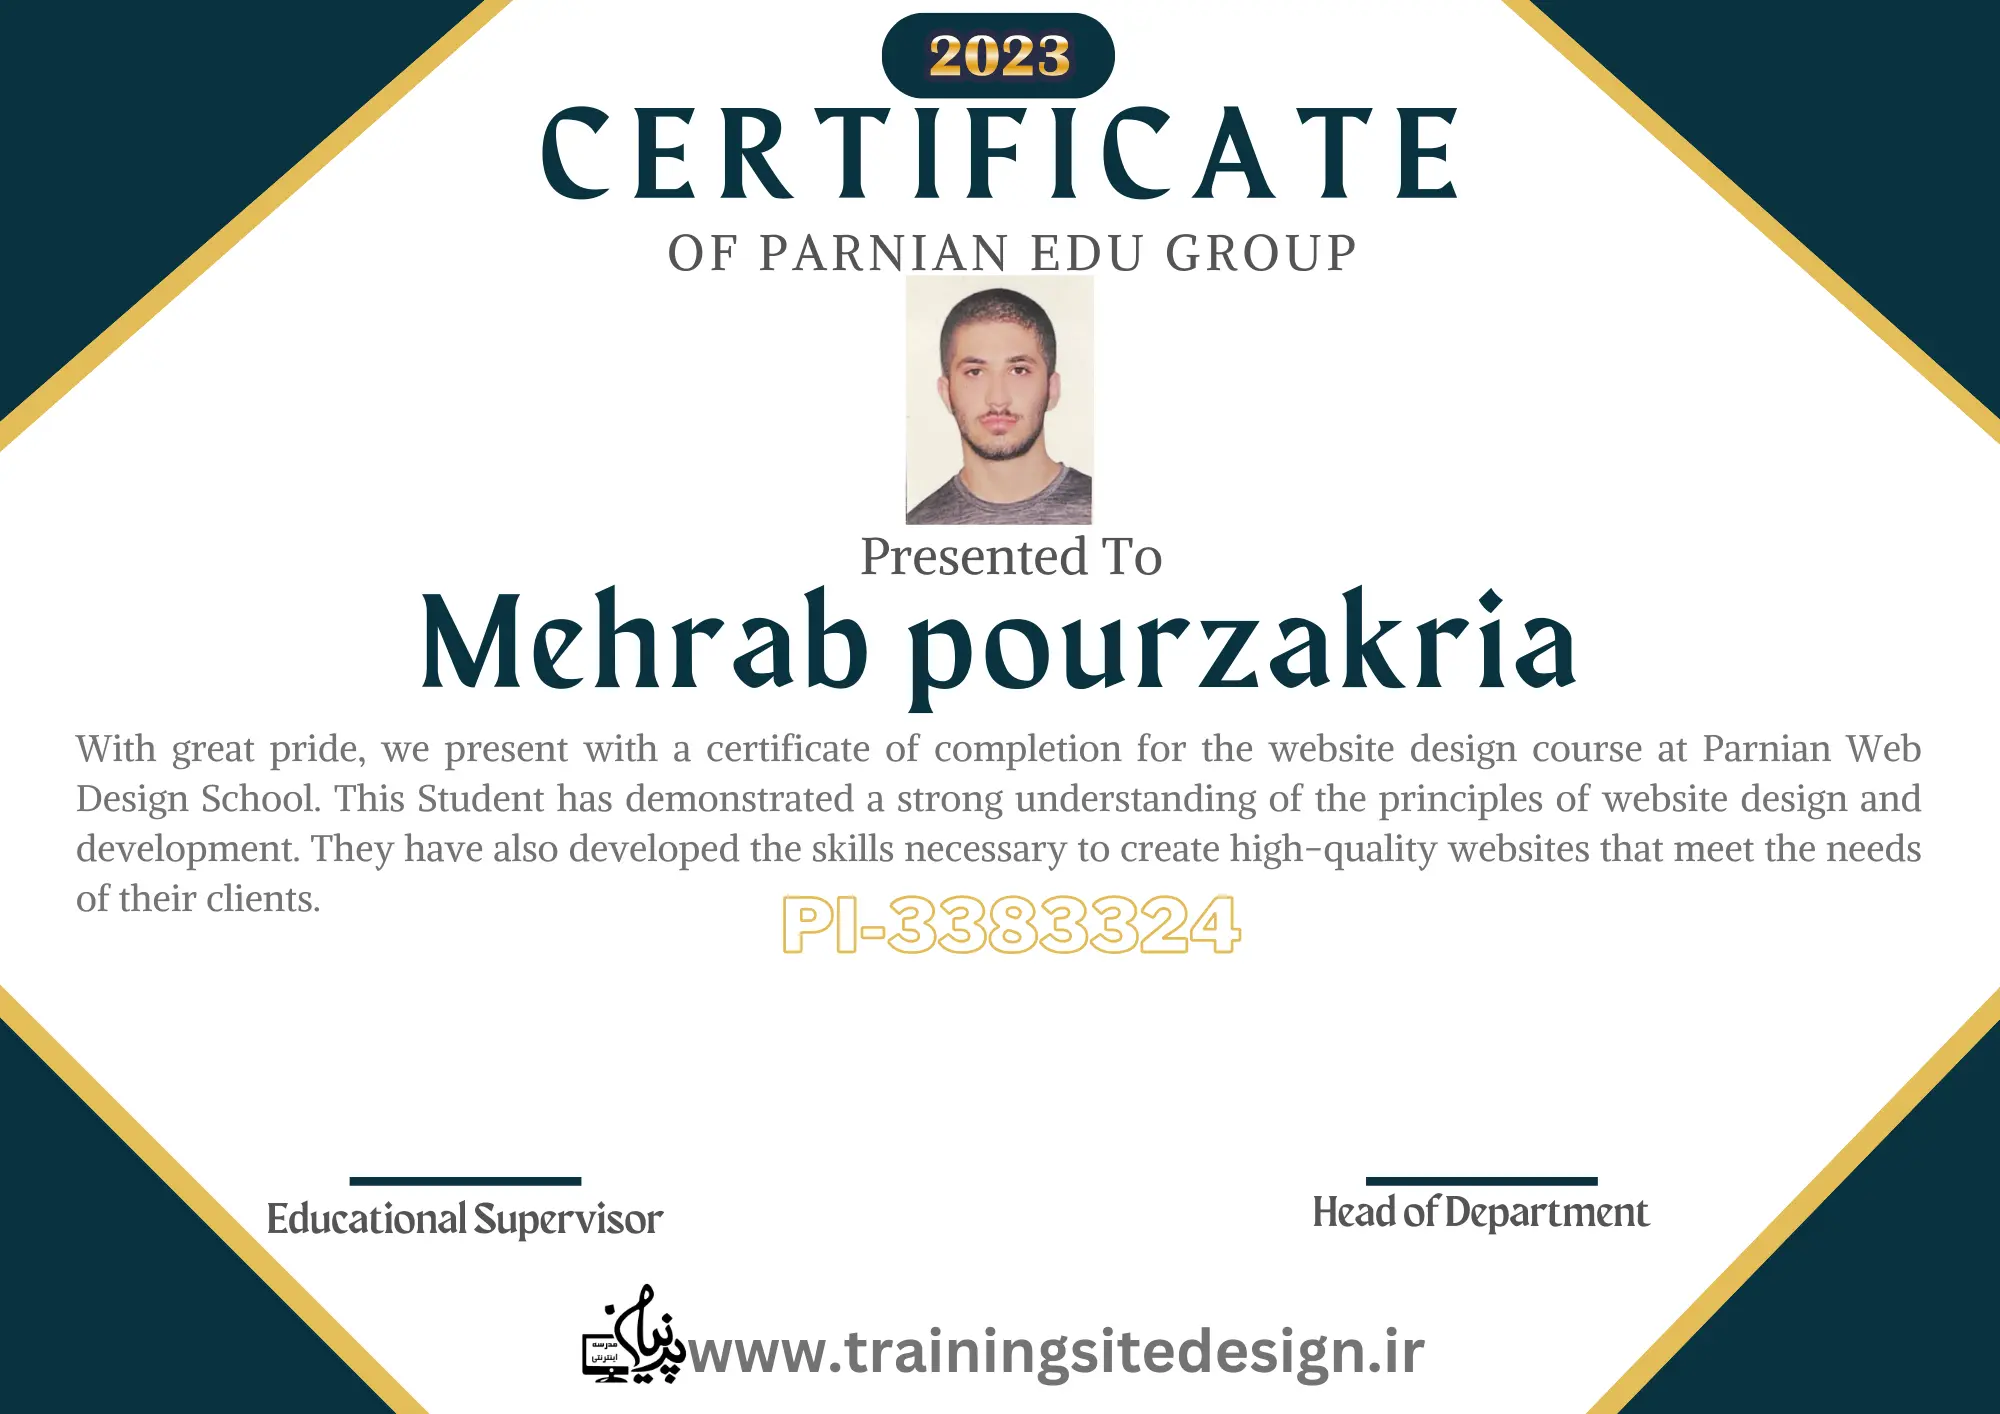 2023
CERTIFICATE
OF PARNIAN EDU GROUP
Presented To
Mehrab pourzakria
With great pride, we present with a certificate of completion for the website design course at Parnian Web
Design School. This Student has demonstrated a strong understanding of the principles of website design and
development. They have also developed the skills necessary to create high-quality websites that meet the needs
of their clients.
PI-3383324
Educational Supervisor
Head of Department
پرنیان
مدرسه
اینترنتی
www.trainingsitedesign.ir